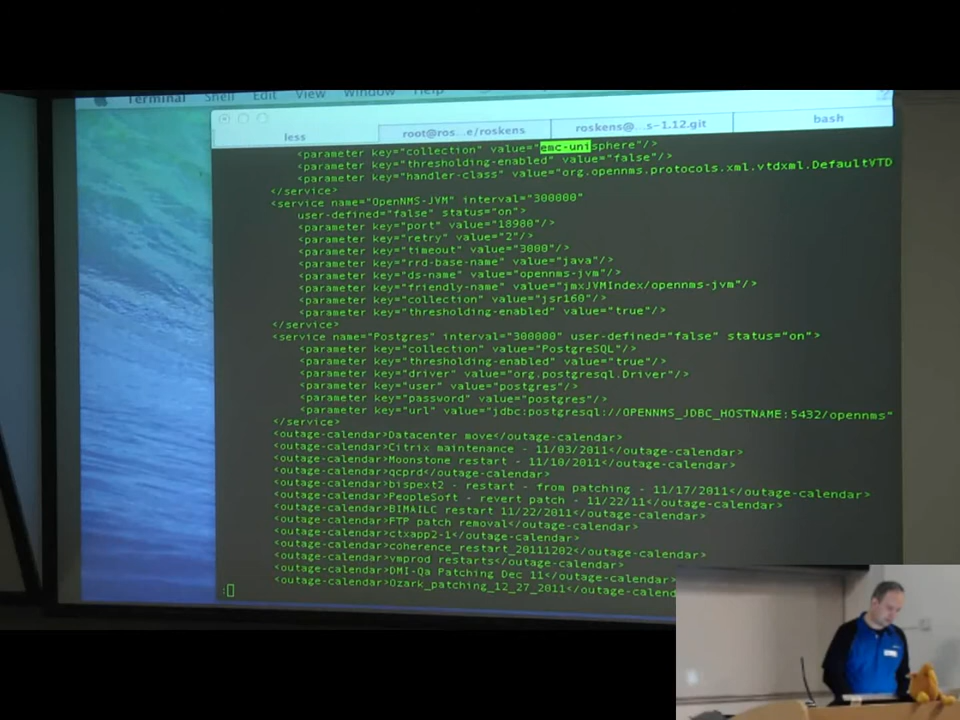 Terminal Shell Edit View Window Help
less root@ros...e/roskens roskens@...s-1.12.git bash
<parameter key="collection" value="emc-unisphere"/>
<parameter key="thresholding-enabled" value="false"/>
<parameter key="handler-class" value="org.opennms.protocols.xml.vtdxml.DefaultVTD
</service>
<service name="OpenNMS-JVM" interval="300000"
user-defined="false" status="on">
<parameter key="port" value="18980"/>
<parameter key="retry" value="2"/>
<parameter key="timeout" value="3000"/>
<parameter key="rrd-base-name" value="java"/>
<parameter key="ds-name" value="opennms-jvm"/>
<parameter key="friendly-name" value="jmxJVMIndex/opennms-jvm"/>
<parameter key="collection" value="jsr160"/>
<parameter key="thresholding-enabled" value="true"/>
</service>
<service name="Postgres" interval="300000" user-defined="false" status="on">
<parameter key="collection" value="PostgreSQL"/>
<parameter key="thresholding-enabled" value="true"/>
<parameter key="driver" value="org.postgresql.Driver"/>
<parameter key="user" value="postgres"/>
<parameter key="password" value="postgres"/>
<parameter key="url" value="jdbc:postgresql://OPENNMS_JDBC_HOSTNAME:5432/opennms"
</service>
<outage-calendar>Datacenter move</outage-calendar>
<outage-calendar>Citrix maintenance - 11/03/2011</outage-calendar>
<outage-calendar>Moonstone restart - 11/10/2011</outage-calendar>
<outage-calendar>qcprd</outage-calendar>
<outage-calendar>bispext2 - restart - from patching - 11/17/2011</outage-calendar>
<outage-calendar>PeopleSoft - revert patch - 11/22/11</outage-calendar>
<outage-calendar>BIMAILC restart 11/22/2011</outage-calendar>
<outage-calendar>FTP patch removal</outage-calendar>
<outage-calendar>ctxapp2-1</outage-calendar>
<outage-calendar>coherence_restart_20111202</outage-calendar>
<outage-calendar>vmprod restarts</outage-calendar>
<outage-calendar>DMI-Qa Patching Dec 11</outage-calendar>
<outage-calendar>Ozark_patching_12_27_2011</outage-calend
: